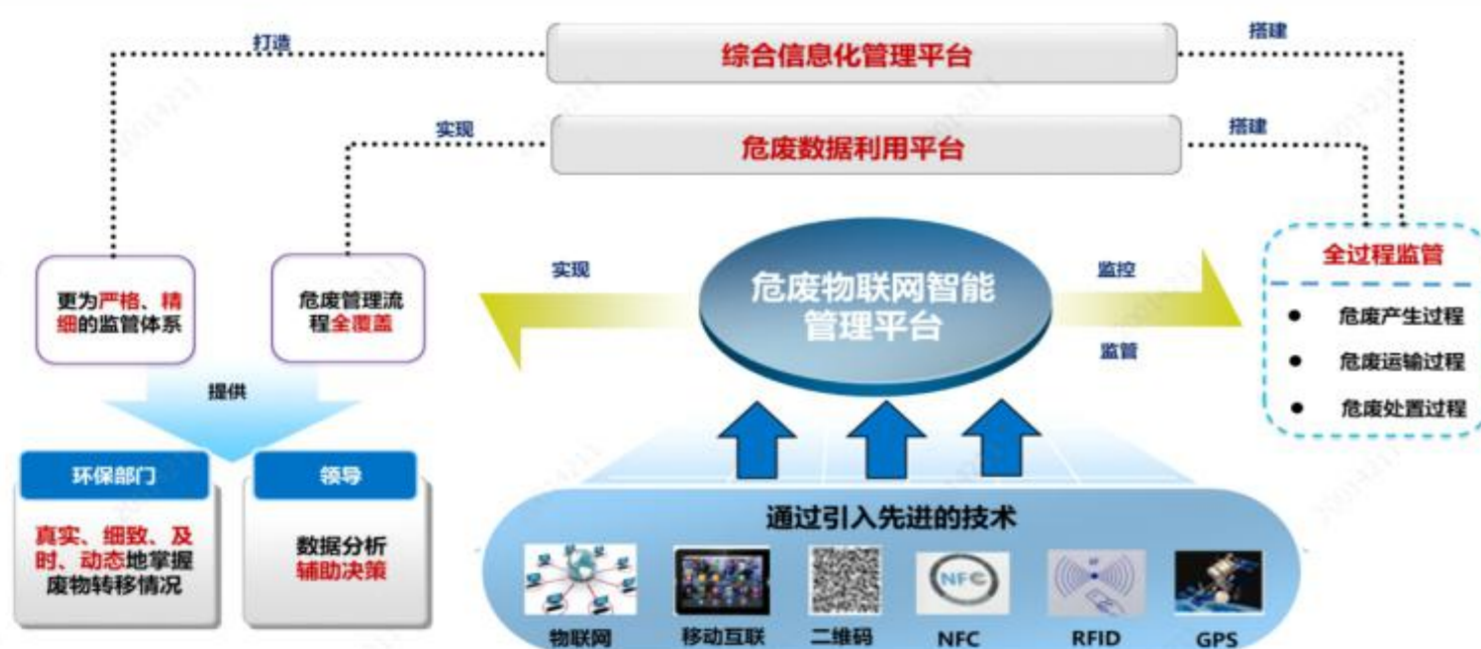 打造
综合信息化管理平台
搭建
实现
危废数据利用平台
搭建
更为严格、精
细的监管体系
危废管理流
程全覆盖
实现
危废物联网智能
管理平台
监控
监管
全过程监管
● 危废产生过程
● 危废运输过程
● 危废处置过程
提供
环保部门
真实、细致、及
时、动态地掌握
废物转移情况
领导
数据分析
辅助决策
通过引入先进的技术
NFC
物联网
移动互联
二维码
NFC
RFID
GPS